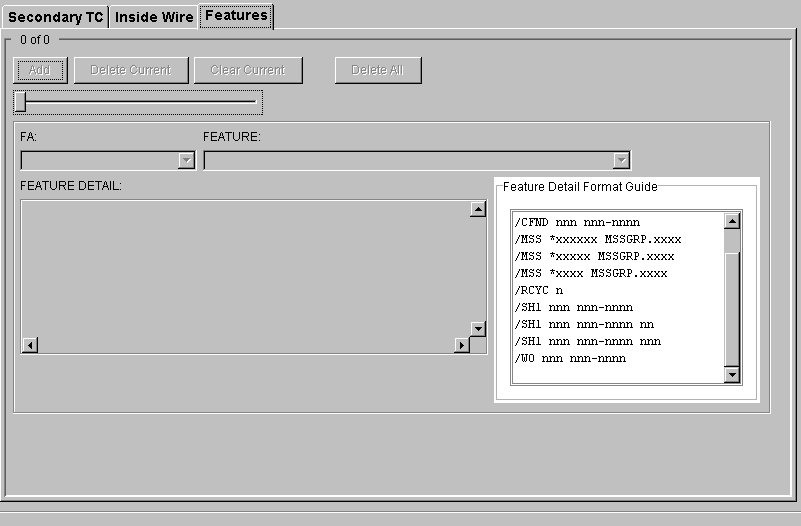 Secondary TC Inside Wire Features
0 of 0
Add Delete Current Clear Current Delete All
FA: FEATURE:
FEATURE DETAIL:
Feature Detail Format Guide
/CFND nnn nnn-nnnn
/MSS *xxxxxx MSSGRP.xxxx
/MSS *xxxxx MSSGRP.xxxx
/MSS *xxxx MSSGRP.xxxx
/RCYC n
/SH1 nnn nnn-nnnn
/SH1 nnn nnn-nnnn nn
/SH1 nnn nnn-nnnn nnn
/WO nnn nnn-nnnn